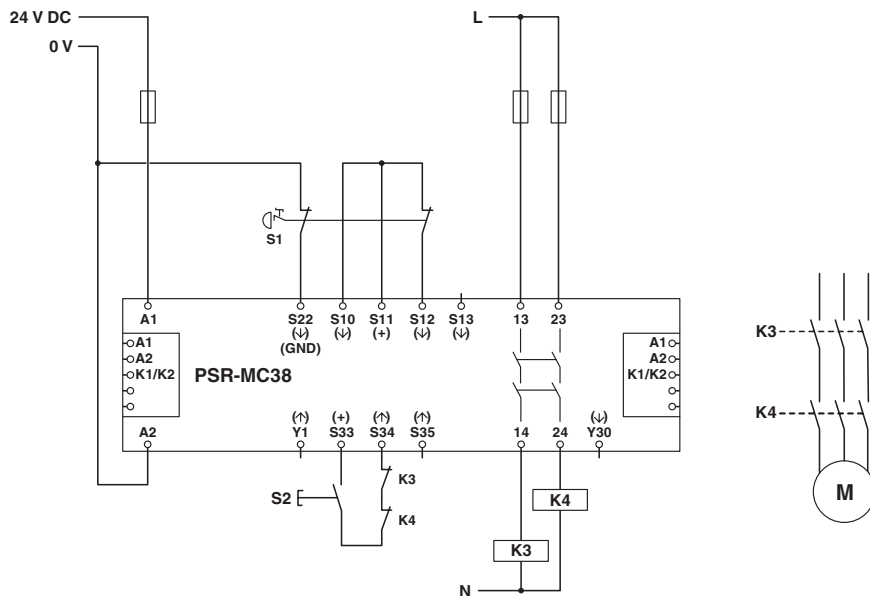 24 V DC
0 V
L
S1
A1 S22 S10 S11 S12 S13 13 23
(↓) (↓) (+) (↓) (↓)
(GND)
A1
A2
K1/K2
PSR-MC38
A1
A2
K1/K2
(↑) (+) (↑) (↑) (↓)
A2 Y1 S33 S34 S35 14 24 Y30
S2
K3
K4
K4
K3
N
K3
K4
M